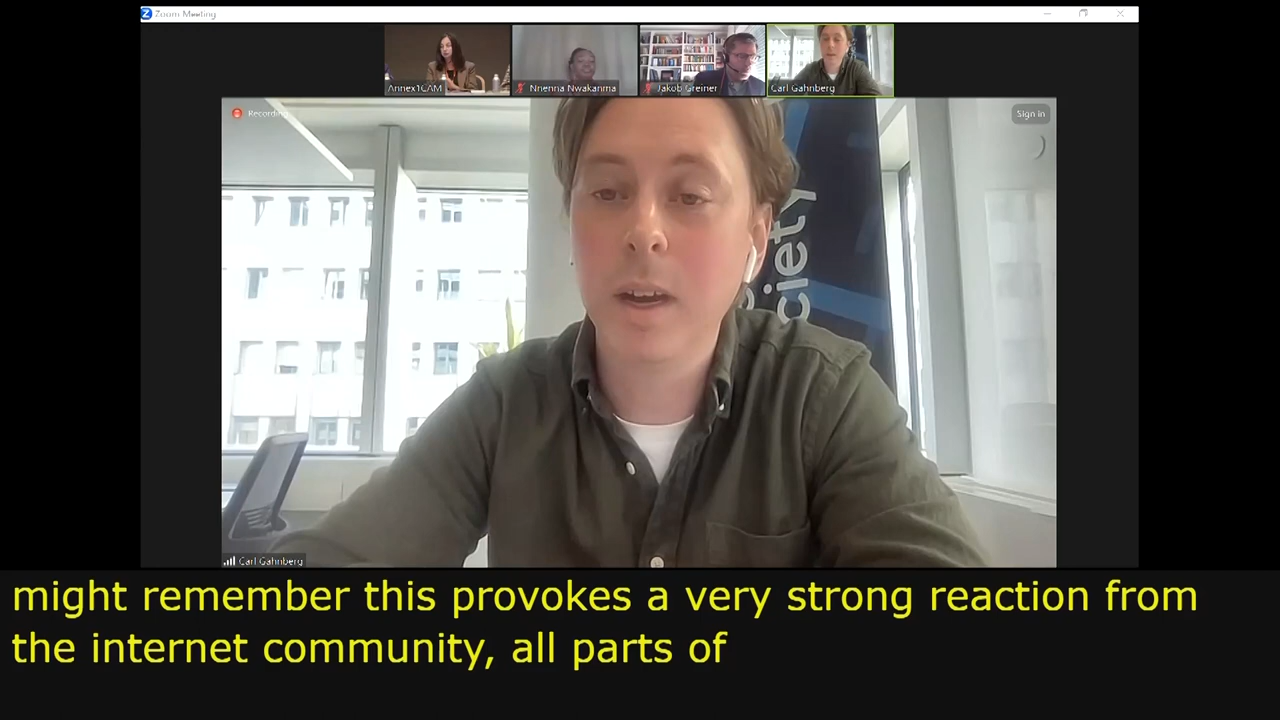 Zoom Meeting
Annex1CAM
Nnenna Nwakanma
Jakob Greiner
Carl Gahnberg
Recording
Sign in
ciety
Carl Gahnberg
might remember this provokes a very strong reaction from
the internet community, all parts of